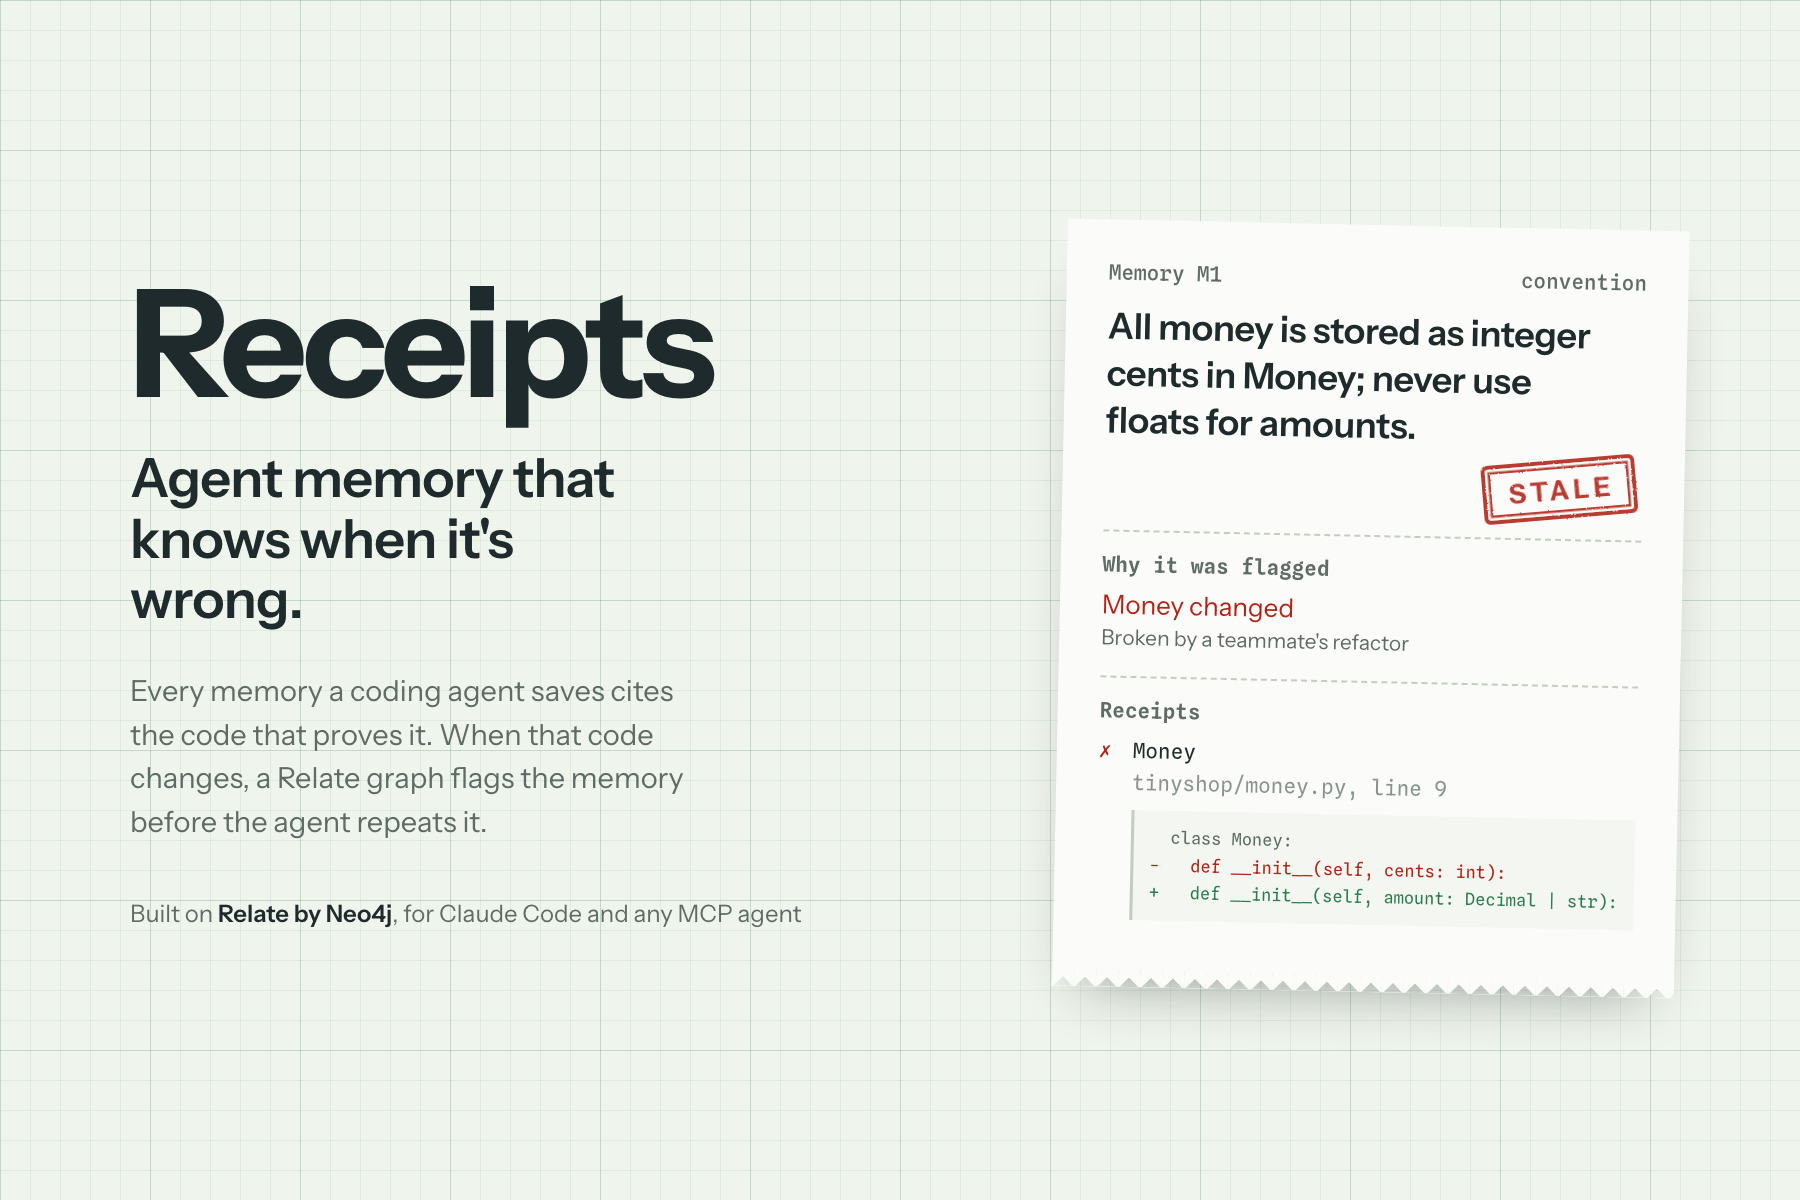 Receipts
Agent memory that
knows when it's
wrong.
Every memory a coding agent saves cites
the code that proves it. When that code
changes, a Relate graph flags the memory
before the agent repeats it.
Built on Relate by Neo4j, for Claude Code and any MCP agent
Memory M1
convention
All money is stored as integer
cents in Money; never use
floats for amounts.
STALE
Why it was flagged
Money changed
Broken by a teammate's refactor
Receipts
✗ Money
tinyshop/money.py, line 9
class Money:
- def __init__(self, cents: int):
+ def __init__(self, amount: Decimal | str):